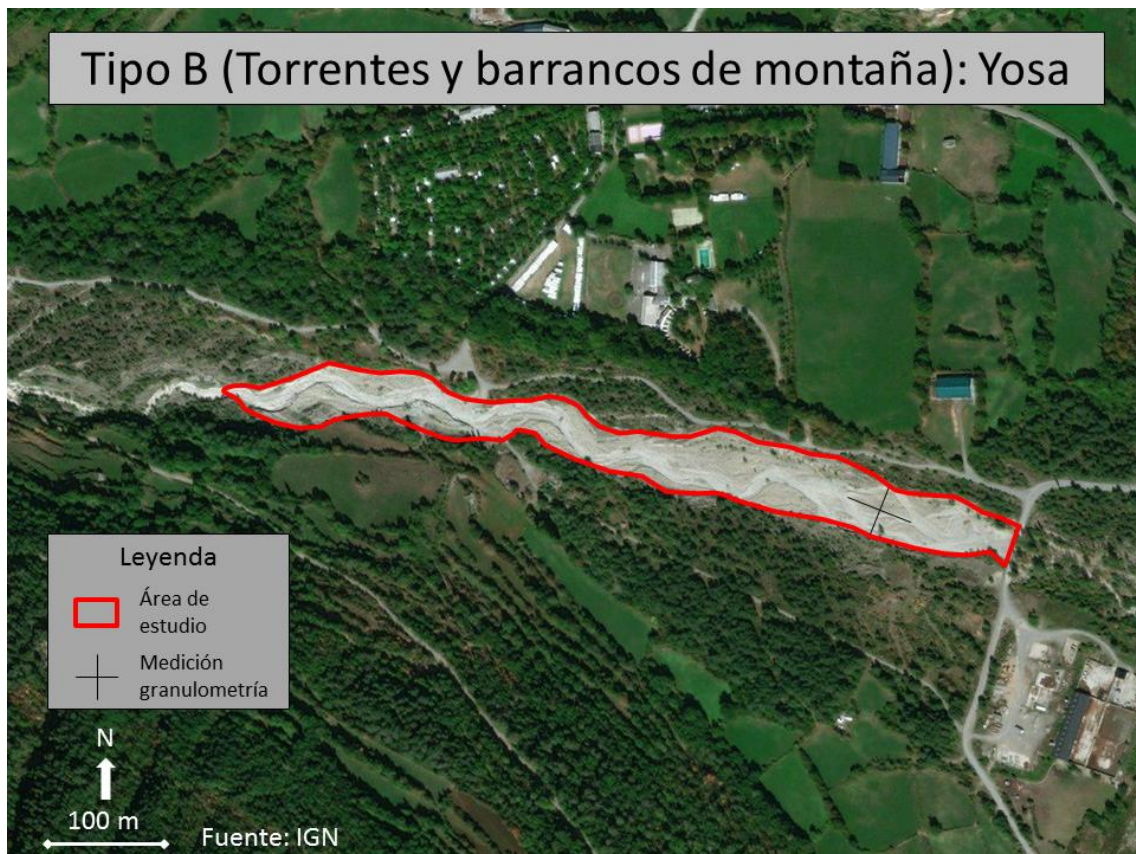 Tipo B (Torrentes y barrancos de montaña): Yosa
Leyenda
Área de
estudio
Medición
granulometría
N
100 m
Fuente: IGN